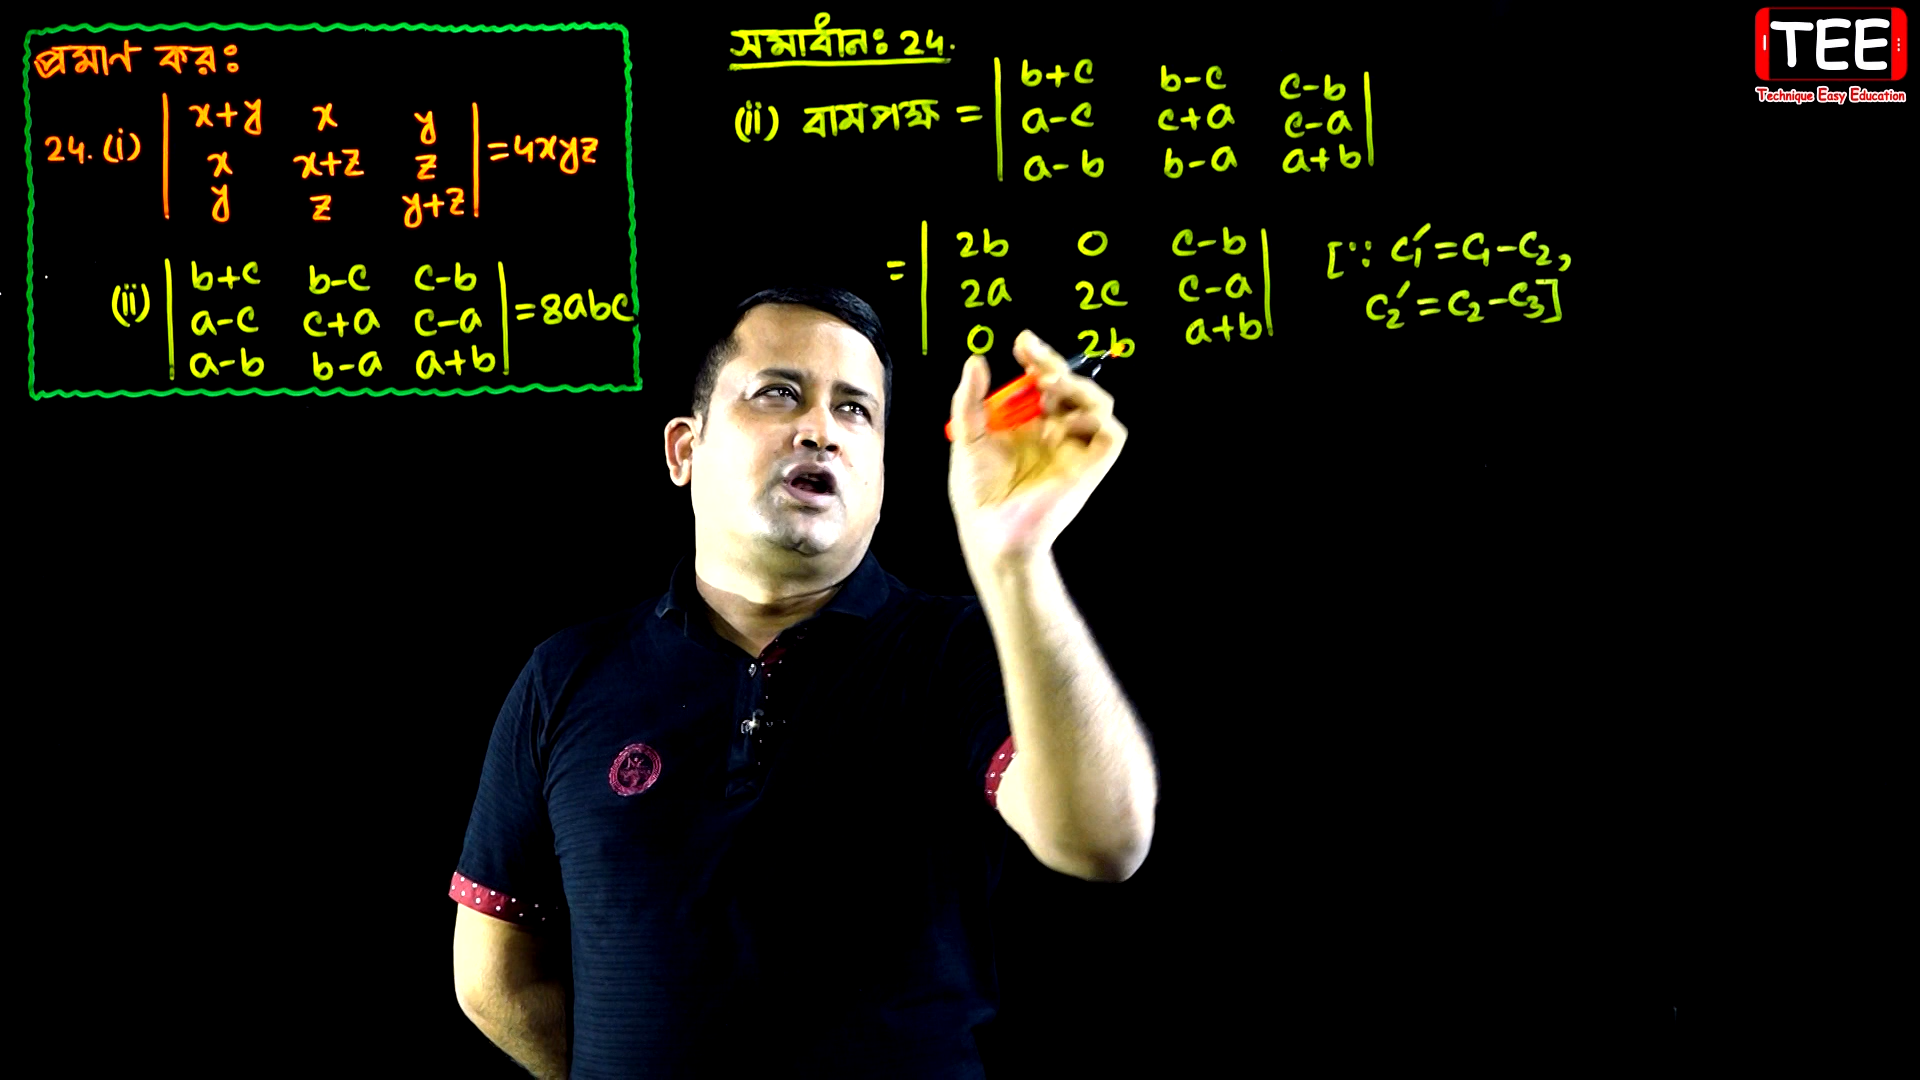 প্রমাণ কর:
24. (i) | x+y x y | = 4xyz
| x x+z z |
| y z y+z |
(ii) | b+c b-c c-b | = 8abc
| a-c c+a c-a |
| a-b b-a a+b |
সমাধান: 24.
(ii) বামপক্ষ = | b+c b-c c-b |
| a-c c+a c-a |
| a-b b-a a+b |
= | 2b 0 c-b | [∵ c₁′ = c₁-c₂,
| 2a 2c c-a | c₂′ = c₂-c₃]
| 0 2b a+b |
TEE
Technique Easy Education